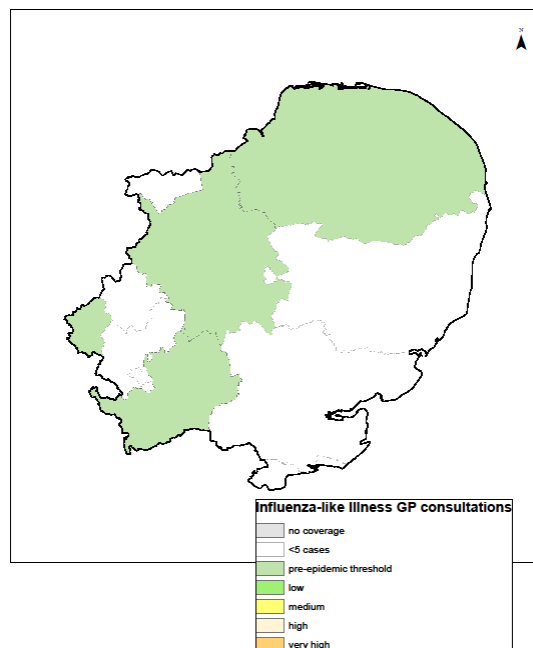 N
Influenza-like Illness GP consultations
no coverage
<5 cases
pre-epidemic threshold
low
medium
high
very high